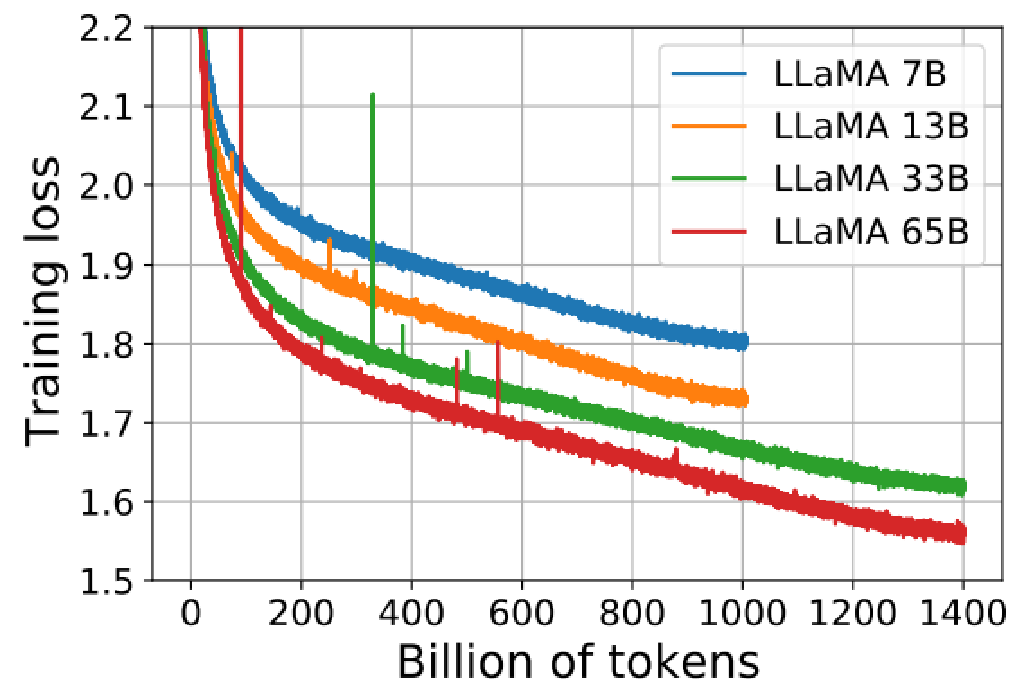 2.2
2.1
2.0
1.9
1.8
1.7
1.6
1.5
Training loss
LLaMA 7B
LLaMA 13B
LLaMA 33B
LLaMA 65B
0 200 400 600 800 1000 1200 1400
Billion of tokens